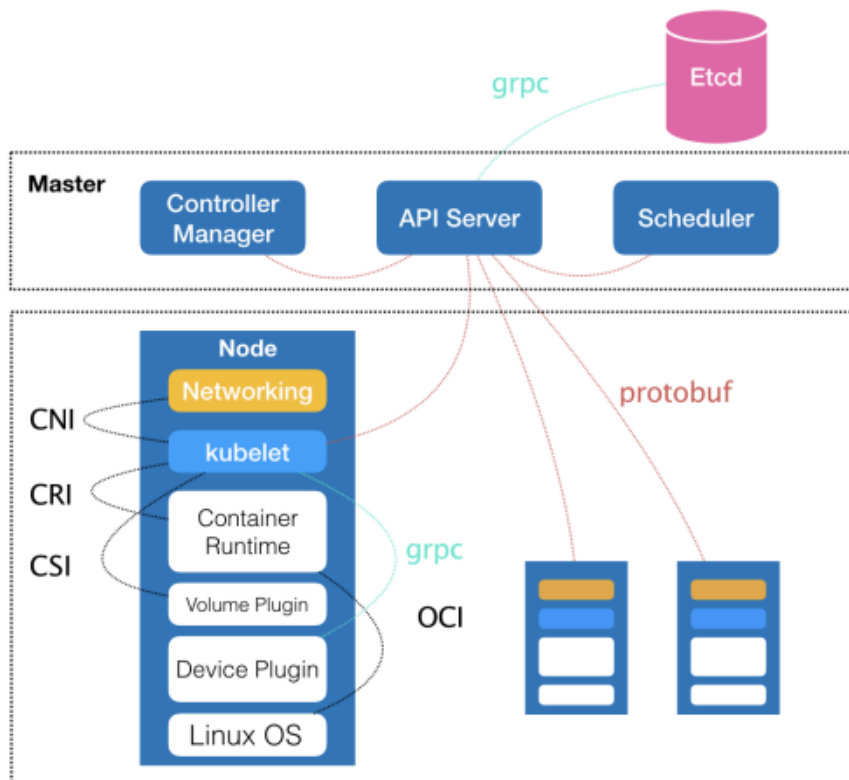 Etcd
grpc
Master
Controller
Manager
API Server
Scheduler
Node
Networking
protobuf
CNI
kubelet
CRI
Container
Runtime
grpc
CSI
Volume Plugin
OCI
Device Plugin
Linux OS